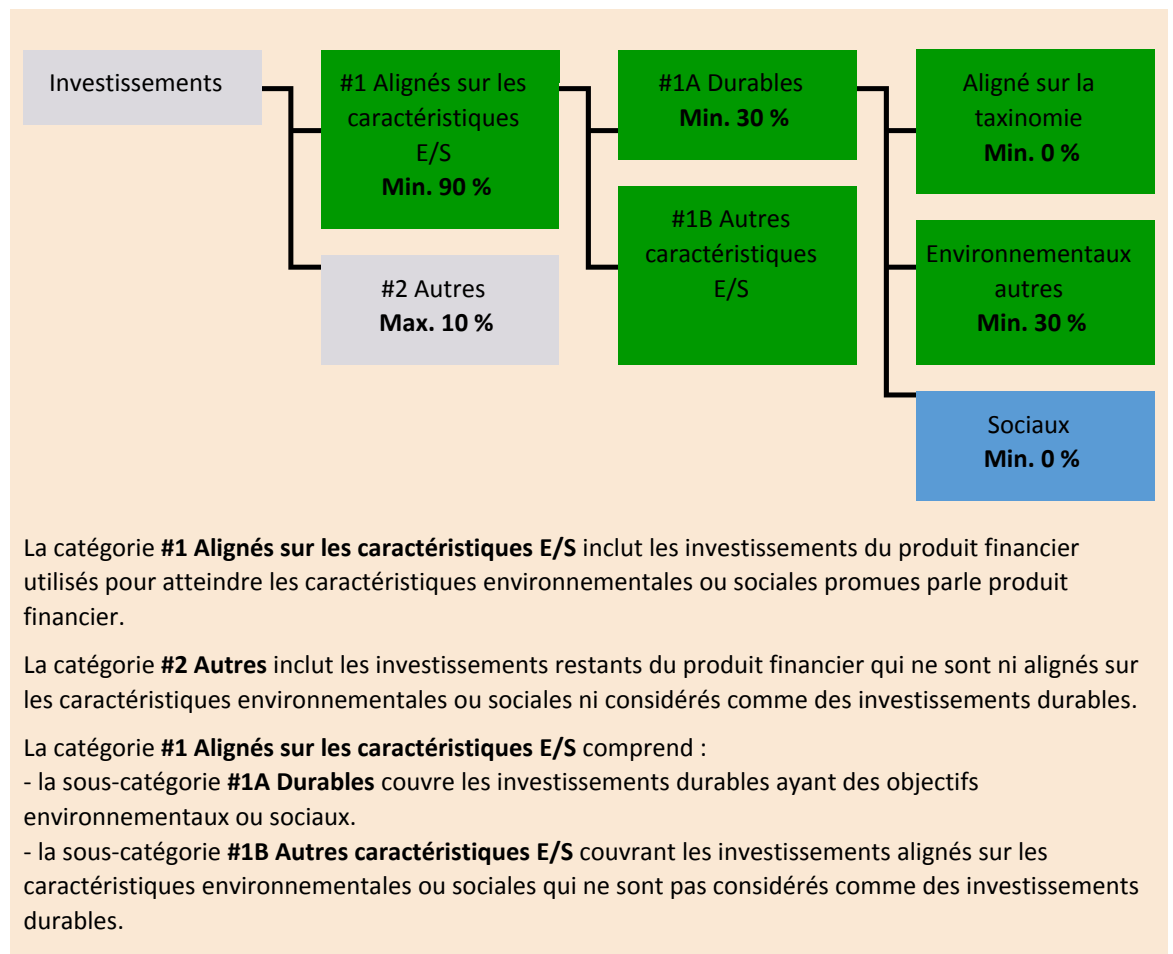 Investissements
#1 Alignés sur les
caractéristiques
E/S
Min. 90 %
#2 Autres
Max. 10 %
#1A Durables
Min. 30 %
#1B Autres
caractéristiques
E/S
Aligné sur la
taxinomie
Min. 0 %
Environnementaux
autres
Min. 30 %
Sociaux
Min. 0 %
La catégorie #1 Alignés sur les caractéristiques E/S inclut les investissements du produit financier
utilisés pour atteindre les caractéristiques environnementales ou sociales promues parle produit
financier.
La catégorie #2 Autres inclut les investissements restants du produit financier qui ne sont ni alignés sur
les caractéristiques environnementales ou sociales ni considérés comme des investissements durables.
La catégorie #1 Alignés sur les caractéristiques E/S comprend :
- la sous-catégorie #1A Durables couvre les investissements durables ayant des objectifs
environnementaux ou sociaux.
- la sous-catégorie #1B Autres caractéristiques E/S couvrant les investissements alignés sur les
caractéristiques environnementales ou sociales qui ne sont pas considérés comme des investissements
durables.